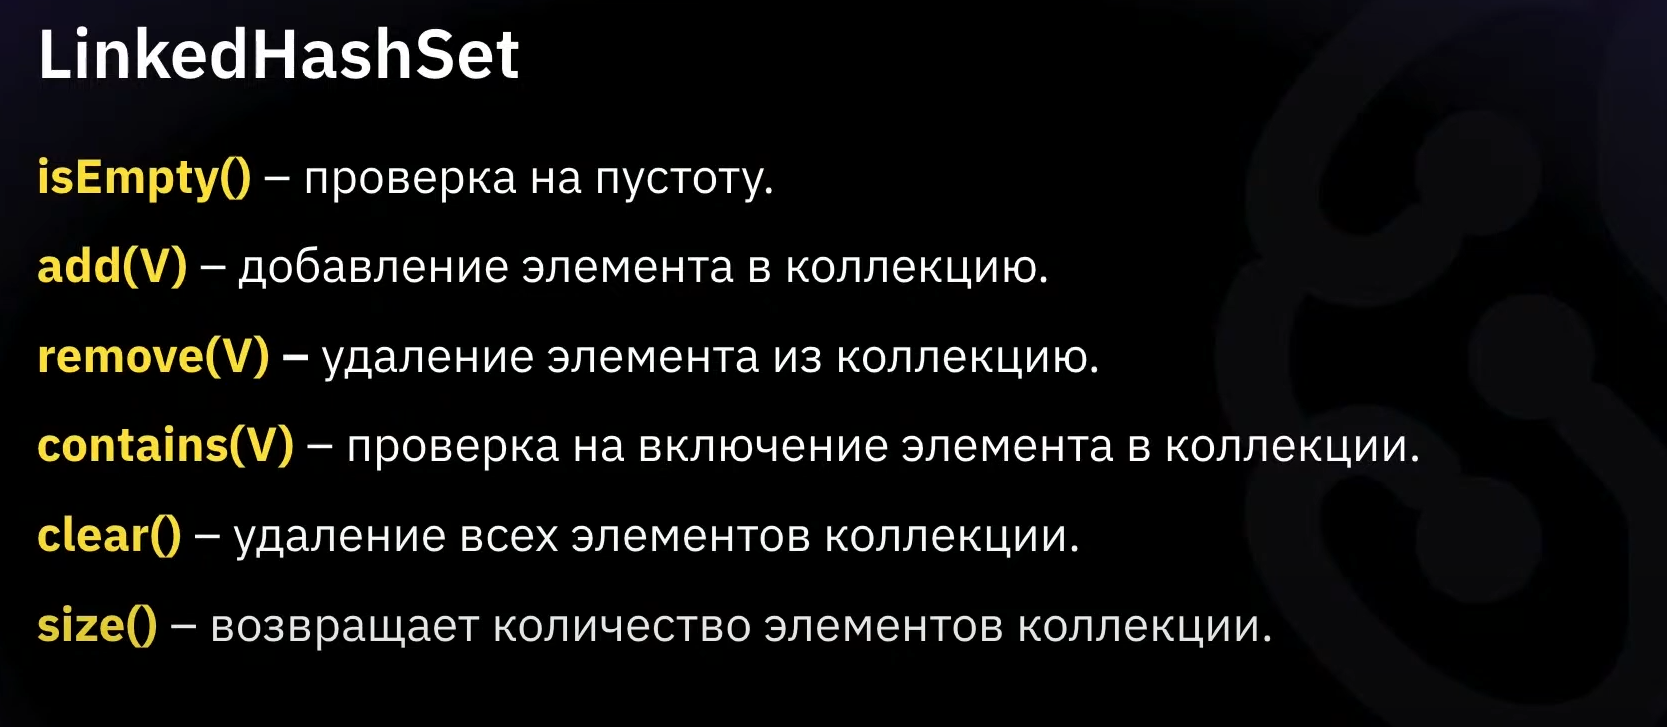 LinkedHashSet
isEmpty() – проверка на пустоту.
add(V) – добавление элемента в коллекцию.
remove(V) – удаление элемента из коллекцию.
contains(V) – проверка на включение элемента в коллекции.
clear() – удаление всех элементов коллекции.
size() – возвращает количество элементов коллекции.